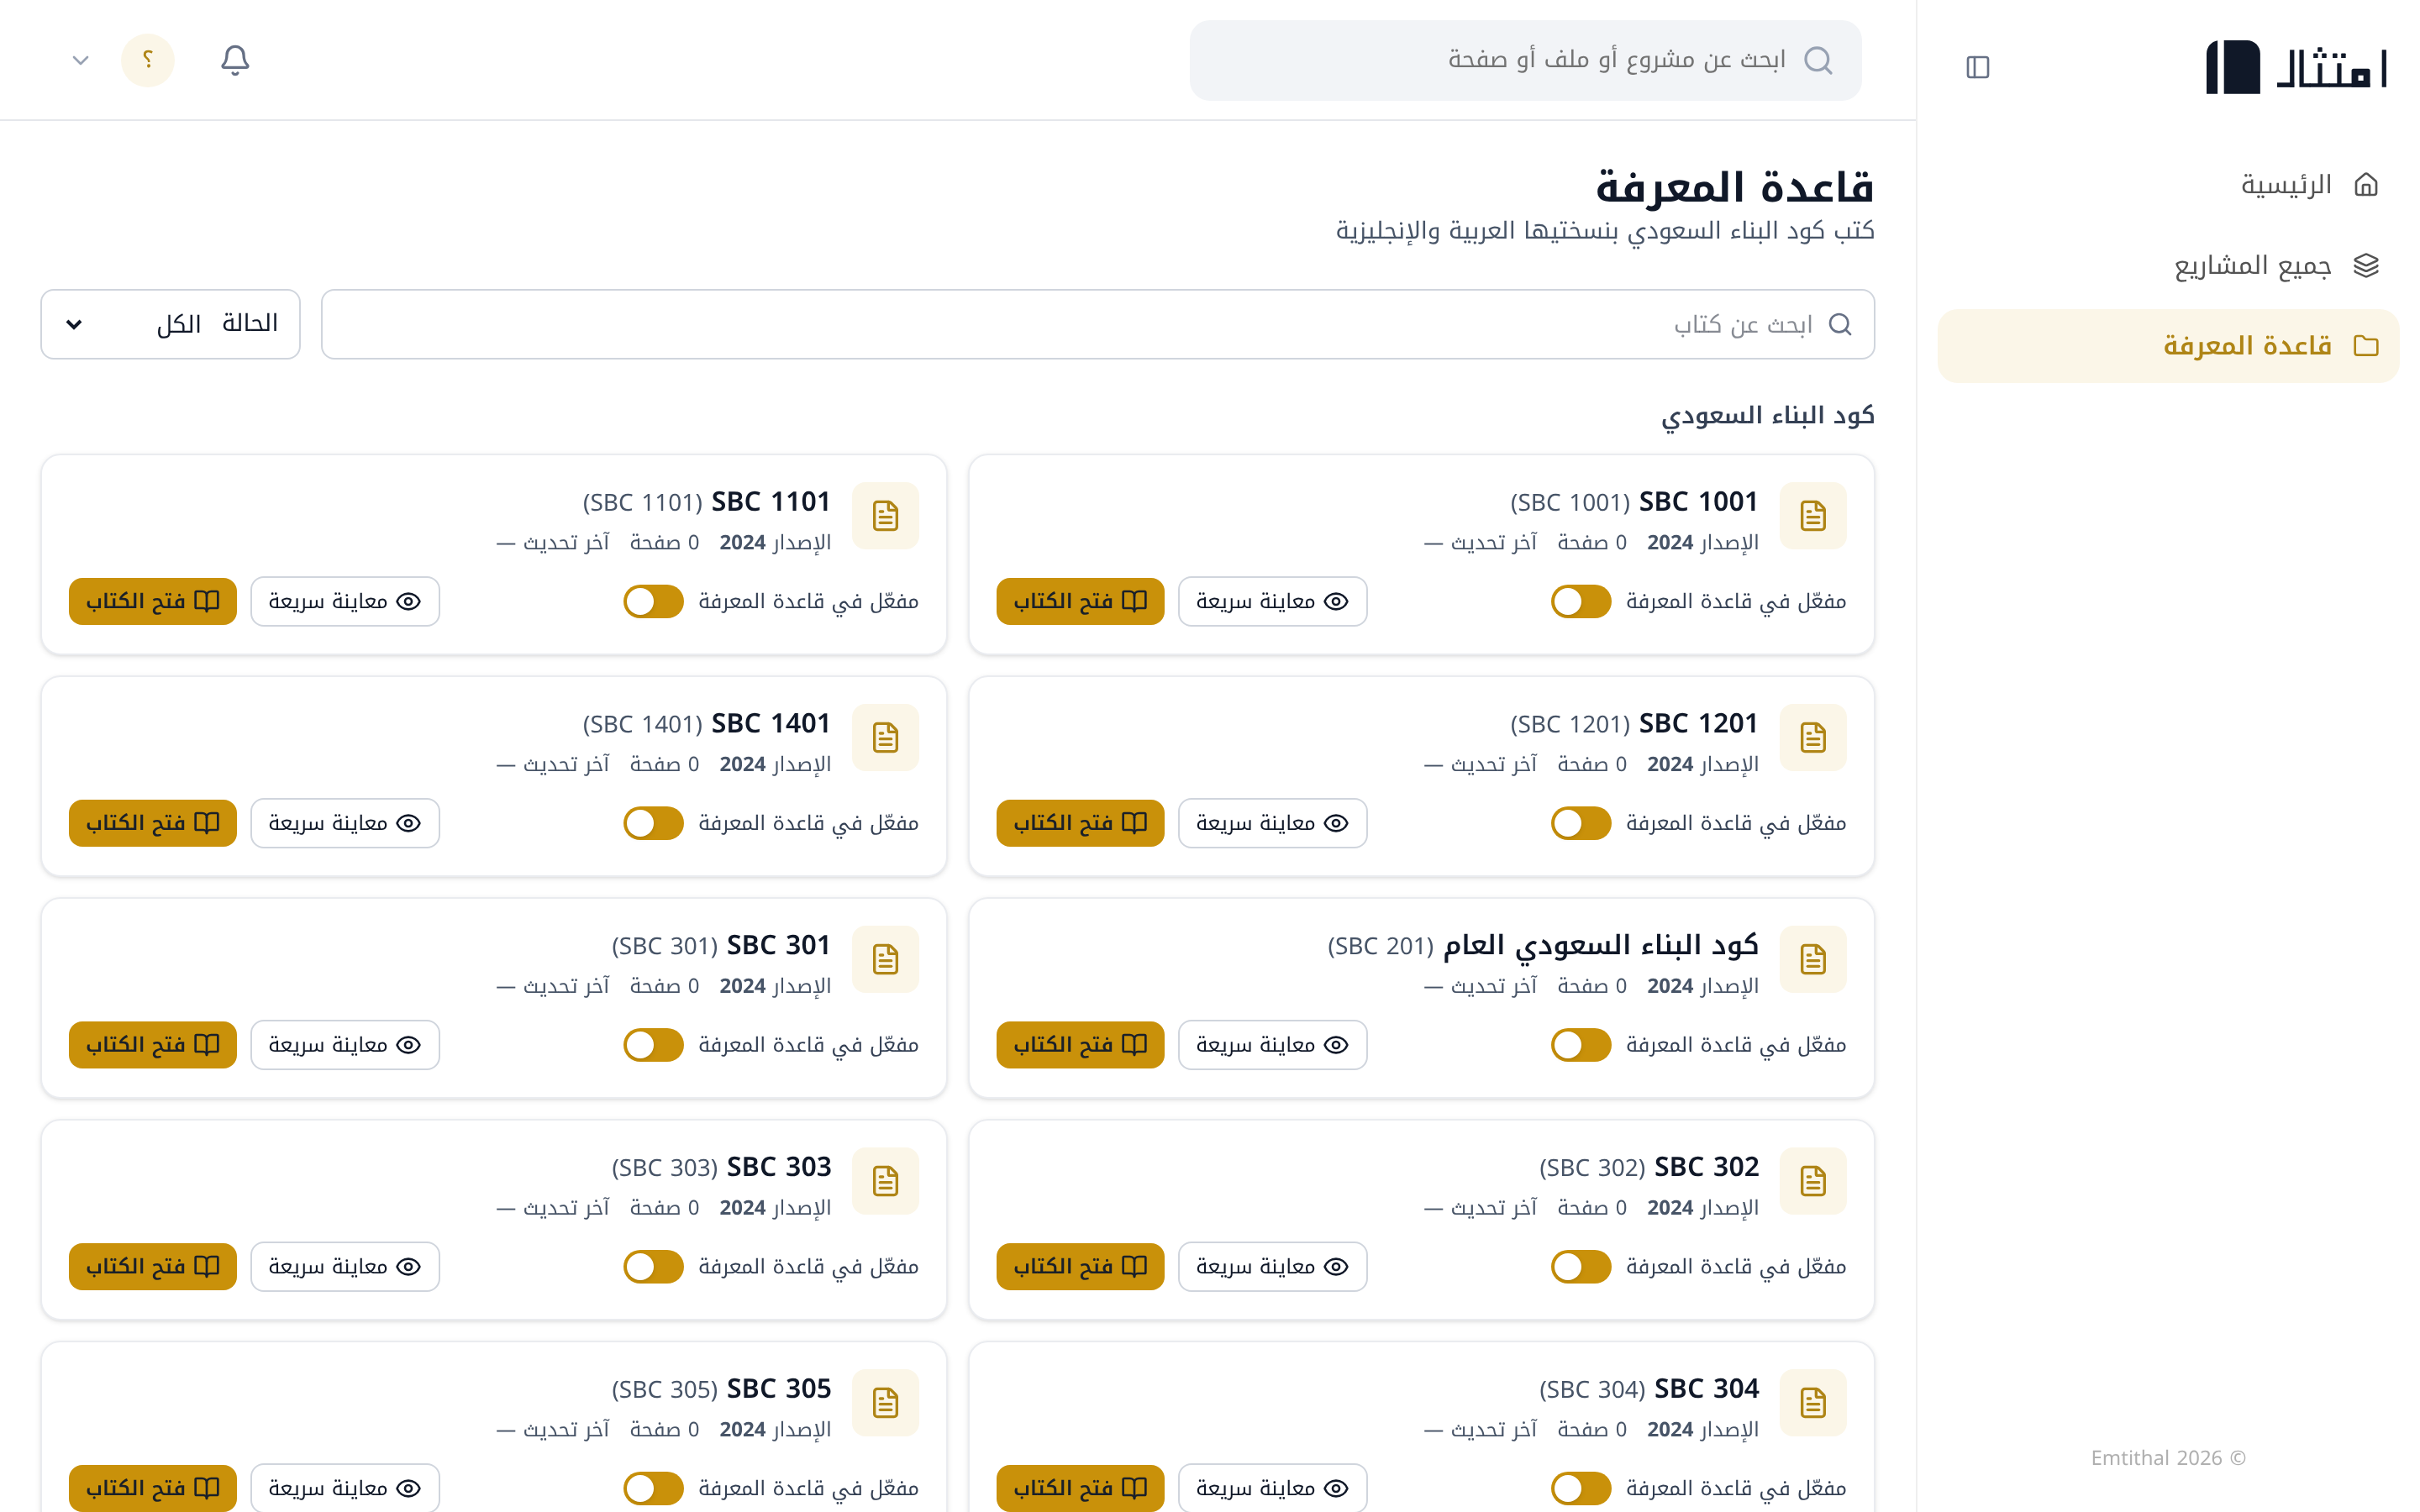 امتثال
الرئيسية
جميع المشاريع
قاعدة المعرفة
© 2026 Emtithal
ابحث عن مشروع أو ملف أو صفحة
؟
قاعدة المعرفة
كتب كود البناء السعودي بنسختيها العربية والإنجليزية
ابحث عن كتاب
الحالة الكل
كود البناء السعودي
SBC 1001 (SBC 1001)
الإصدار 2024 0 صفحة آخر تحديث —
مفعّل في قاعدة المعرفة معاينة سريعة فتح الكتاب
SBC 1101 (SBC 1101)
الإصدار 2024 0 صفحة آخر تحديث —
مفعّل في قاعدة المعرفة معاينة سريعة فتح الكتاب
SBC 1201 (SBC 1201)
الإصدار 2024 0 صفحة آخر تحديث —
مفعّل في قاعدة المعرفة معاينة سريعة فتح الكتاب
SBC 1401 (SBC 1401)
الإصدار 2024 0 صفحة آخر تحديث —
مفعّل في قاعدة المعرفة معاينة سريعة فتح الكتاب
كود البناء السعودي العام (SBC 201)
الإصدار 2024 0 صفحة آخر تحديث —
مفعّل في قاعدة المعرفة معاينة سريعة فتح الكتاب
SBC 301 (SBC 301)
الإصدار 2024 0 صفحة آخر تحديث —
مفعّل في قاعدة المعرفة معاينة سريعة فتح الكتاب
SBC 302 (SBC 302)
الإصدار 2024 0 صفحة آخر تحديث —
مفعّل في قاعدة المعرفة معاينة سريعة فتح الكتاب
SBC 303 (SBC 303)
الإصدار 2024 0 صفحة آخر تحديث —
مفعّل في قاعدة المعرفة معاينة سريعة فتح الكتاب
SBC 304 (SBC 304)
الإصدار 2024 0 صفحة آخر تحديث —
مفعّل في قاعدة المعرفة معاينة سريعة فتح الكتاب
SBC 305 (SBC 305)
الإصدار 2024 0 صفحة آخر تحديث —
مفعّل في قاعدة المعرفة معاينة سريعة فتح الكتاب